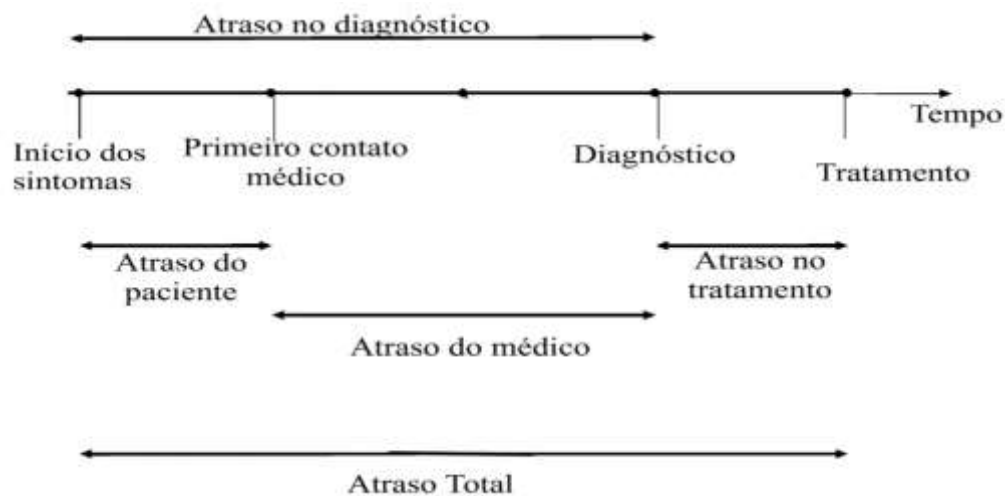 Atraso no diagnóstico
Tempo
Início dos
sintomas
Primeiro contato
médico
Diagnóstico
Tratamento
Atraso do
paciente
Atraso no
tratamento
Atraso do médico
Atraso Total